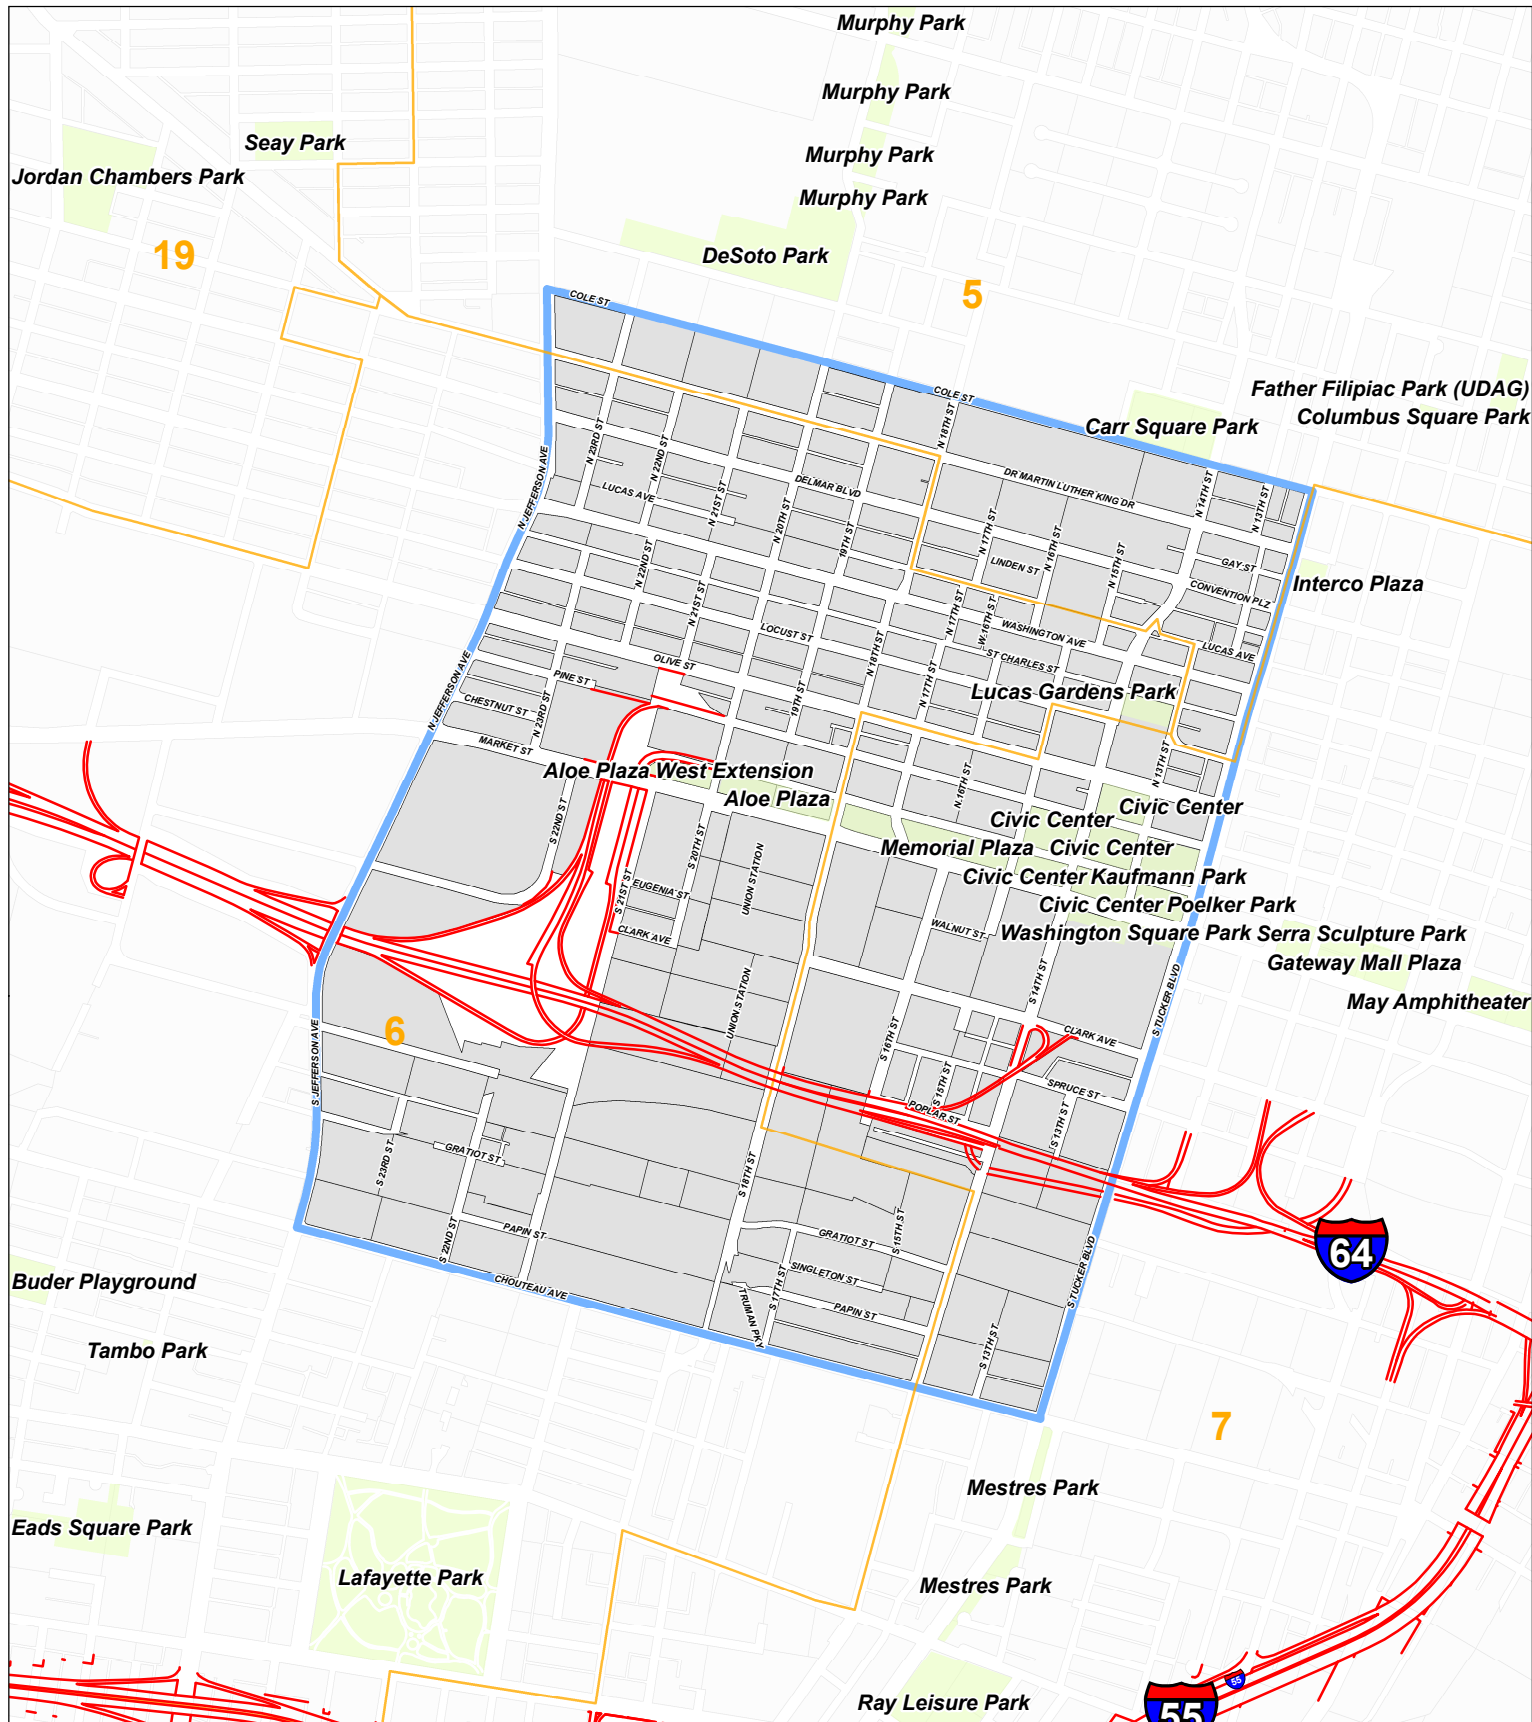 Murphy Park
Murphy Park
Seay Park
Murphy Park
Jordan Chambers Park
Murphy Park
19
DeSoto Park
5
COLE ST
COLE ST
Father Filipiac Park (UDAG)
Columbus Square Park
Carr Square Park
N 18TH ST
N 23RD ST
N 22ND ST
N JEFFERSON AVE
DR MARTIN LUTHER KING DR
DELMAR BLVD
LUCAS AVE
N 21ST ST
N 20TH ST
19TH ST
N 14TH ST
N 13TH ST
N 17TH ST
N 16TH ST
N 15TH ST
LINDEN ST
GAY ST
CONVENTION PLZ
Interco Plaza
N 22ND ST
N 21ST ST
LOCUST ST
N 17TH ST
N 16TH ST
WASHINGTON AVE
LUCAS AVE
N 18TH ST
ST CHARLES ST
OLIVE ST
PINE ST
N JEFFERSON AVE
CHESTNUT ST
N 23RD ST
19TH ST
N 17TH ST
Lucas Gardens Park
MARKET ST
N 13TH ST
Aloe Plaza West Extension
N 16TH ST
Aloe Plaza
Civic Center
Civic Center
S 22ND ST
S 20TH ST
Memorial Plaza
Civic Center
UNION STATION
Civic Center
Kaufmann Park
EUGENIA ST
S 21ST ST
Civic Center
Poelker Park
CLARK AVE
WALNUT ST
Washington Square Park
Serra Sculpture Park
Gateway Mall Plaza
S 14TH ST
S TUCKER BLVD
May Amphitheater
UNION STATION
6
S JEFFERSON AVE
S 16TH ST
CLARK AVE
S 15TH ST
SPRUCE ST
POPLAR ST
S 13TH ST
GRATIOT ST
S 23RD ST
S 18TH ST
S 22ND ST
PAPIN ST
S 15TH ST
GRATIOT ST
64
SINGLETON ST
S TUCKER BLVD
Buder Playground
CHOUTEAU AVE
S 17TH ST
TRUMAN PKY
PAPIN ST
Tambo Park
S 13TH ST
7
Mestres Park
Eads Square Park
Lafayette Park
Mestres Park
55
Ray Leisure Park
55